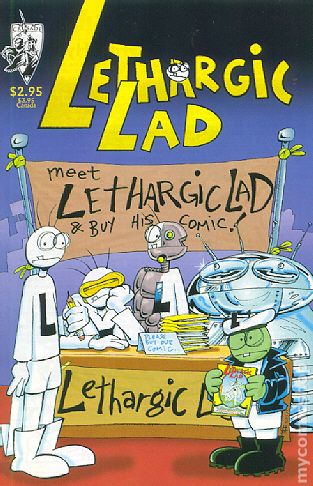 CRUSADE
$2.95
$3.95
Canada
LETHARGIC
LAD
meet
LETHARGIC LAD
& BUY HIS
COMIC!
L
L
L
L
PLEASE
BUY OUR
COMIC.
Lethargic L
mycomicshop